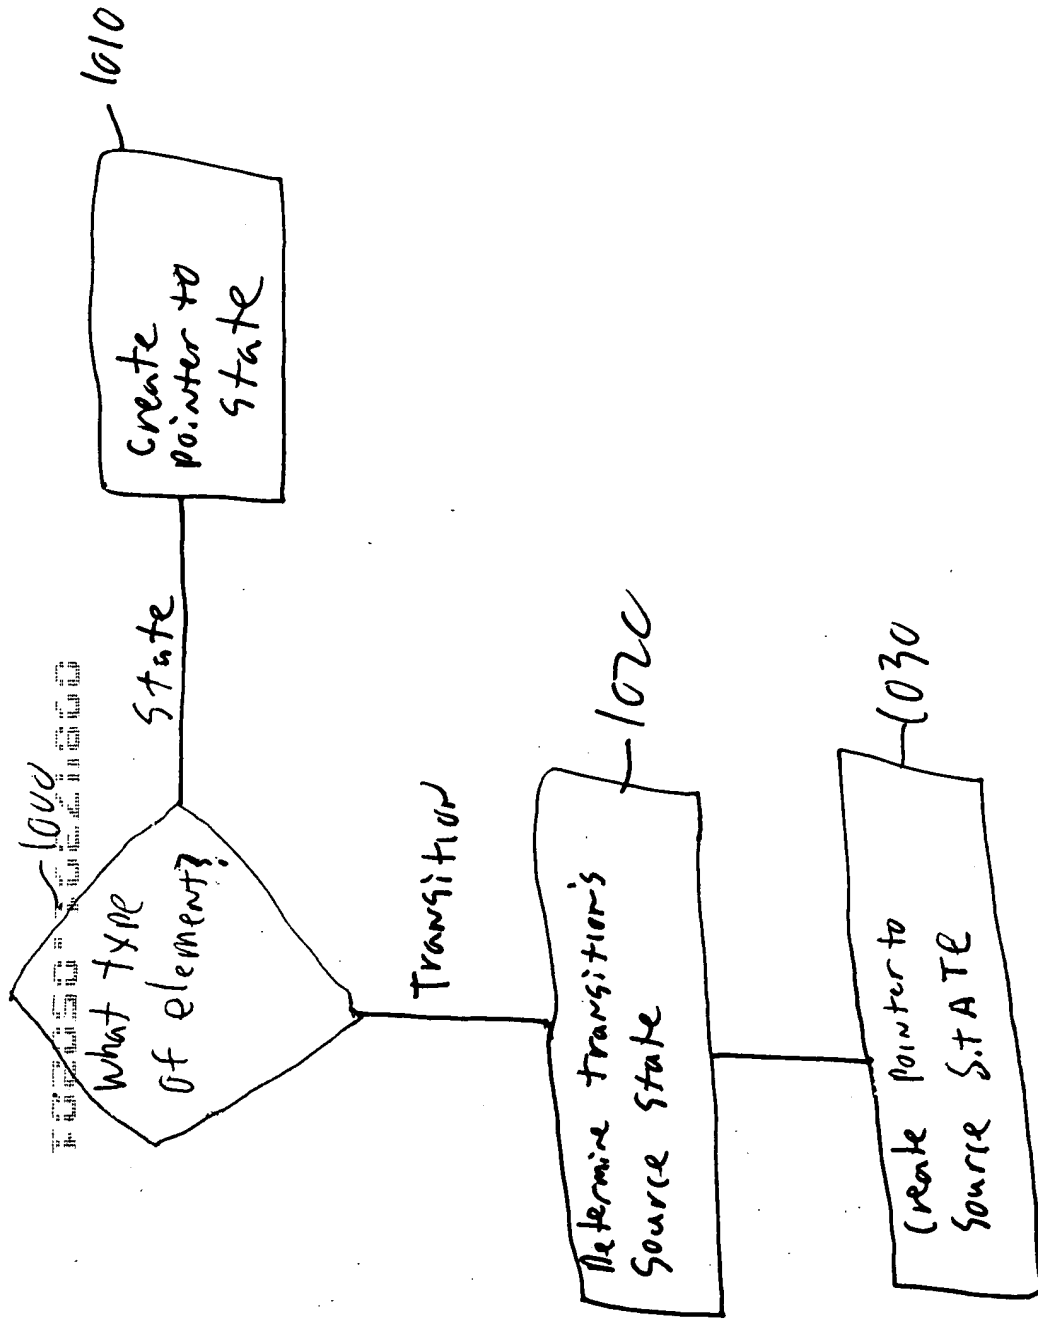 1000
What type
of element?
State
Create
pointer to
state
1010
Transition
Determine transition's
Source state
1020
Create pointer to
Source STATE
1030